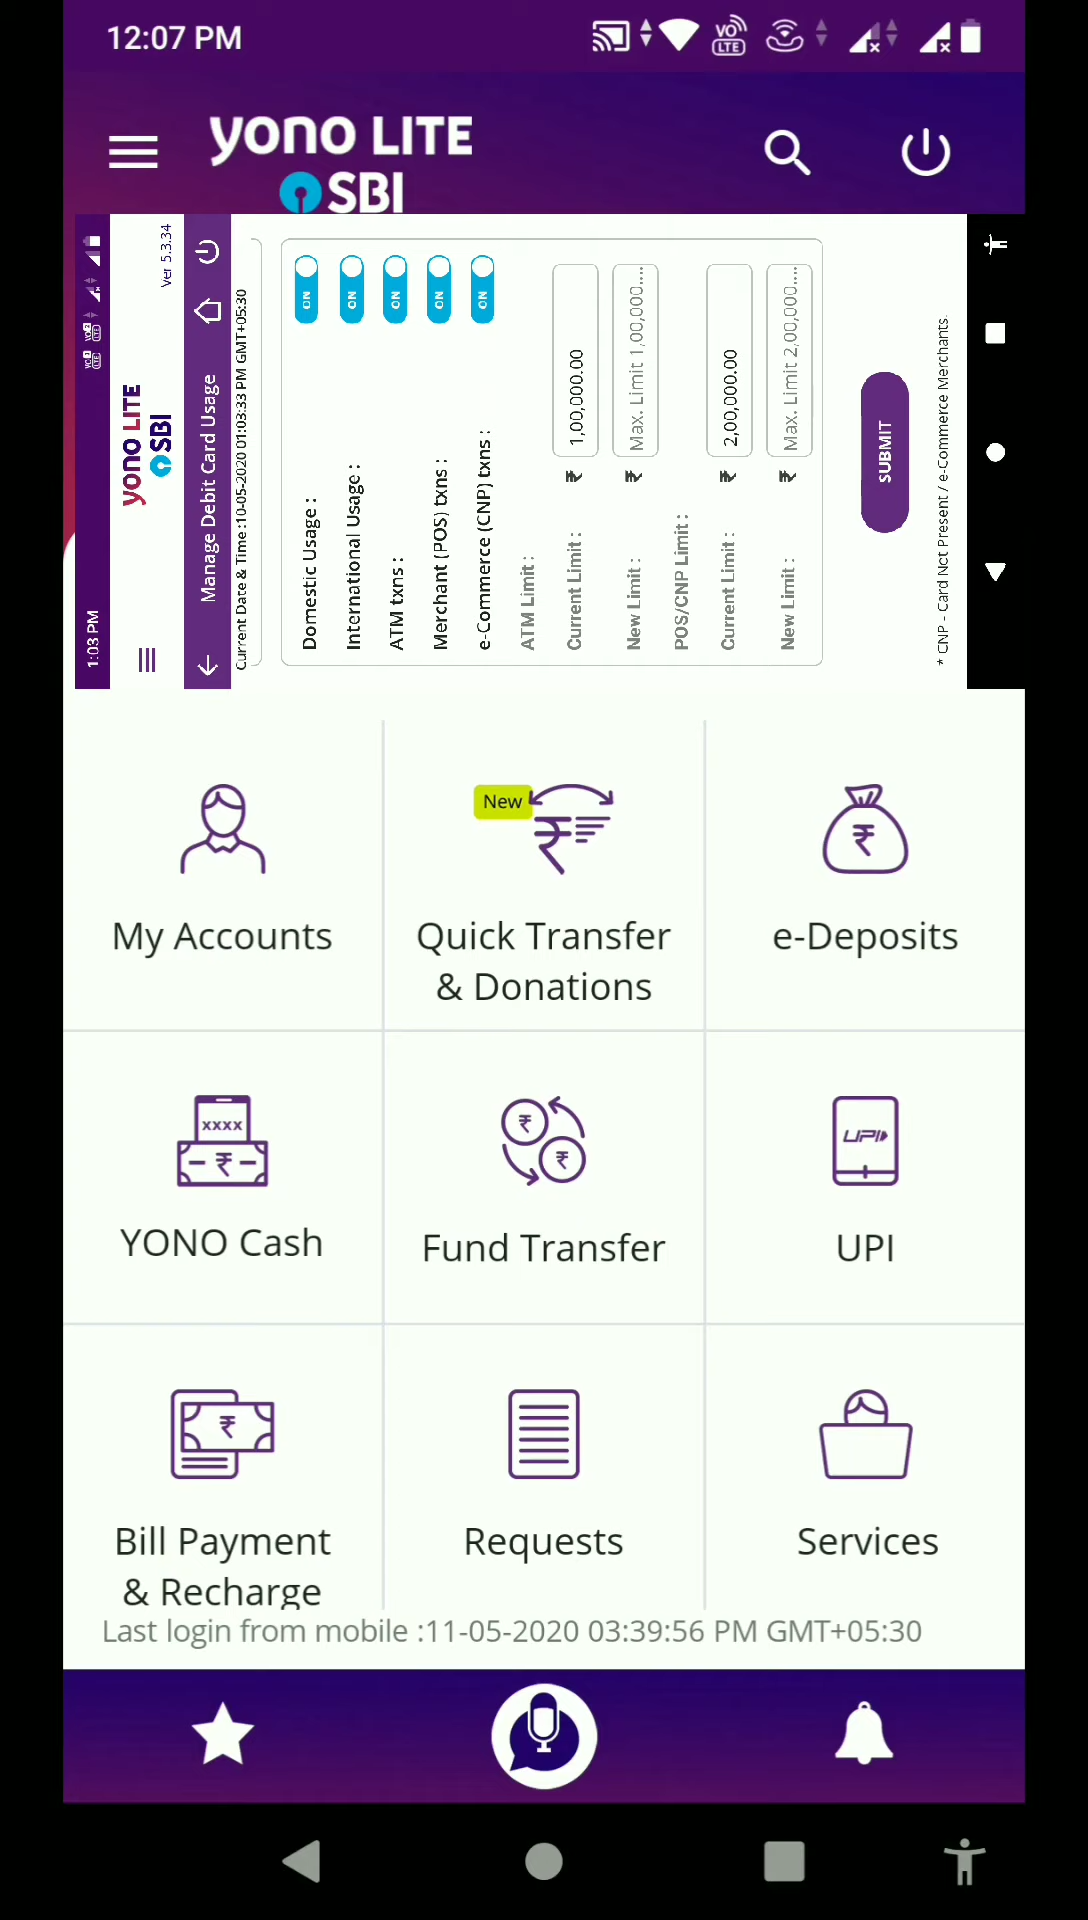 12:07 PM
VO LTE
yono LITE
SBI
1:03 PM
yono LITE
SBI
Ver 5.3.34
Manage Debit Card Usage
Current Date & Time :10-05-2020 01:03:33 PM GMT+05:30
Domestic Usage : ON
International Usage : ON
ATM txns : ON
Merchant (POS) txns : ON
e-Commerce (CNP) txns : ON
ATM Limit :
Current Limit : ₹ 1,00,000.00
New Limit : ₹ Max. Limit 1,00,000....
POS/CNP Limit :
Current Limit : ₹ 2,00,000.00
New Limit : ₹ Max. Limit 2,00,000....
SUBMIT
* CNP - Card Not Present / e-Commerce Merchants.
New
₹
₹
My Accounts
Quick Transfer
& Donations
e-Deposits
xxxx
₹
₹
₹
UPI
YONO Cash
Fund Transfer
UPI
₹
Bill Payment
& Recharge
Requests
Services
Last login from mobile :11-05-2020 03:39:56 PM GMT+05:30